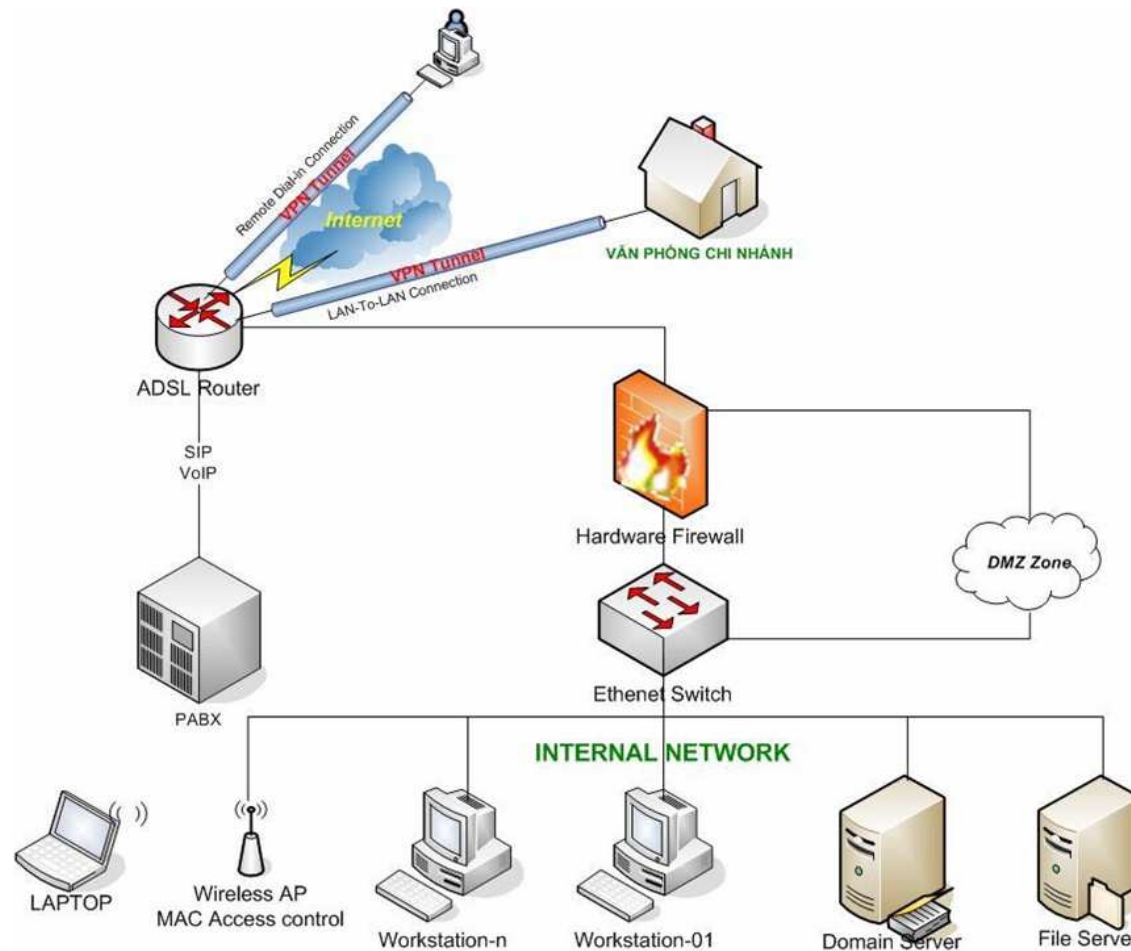 Remote Dial-in Connection
VPN Tunnel
Internet
VPN Tunnel
LAN-To-LAN Connection
VĂN PHÒNG CHI NHÁNH
ADSL Router
SIP
VoIP
Hardware Firewall
DMZ Zone
Ethenet Switch
PABX
INTERNAL NETWORK
LAPTOP
Wireless AP
MAC Access control
Workstation-n
Workstation-01
Domain Server
File Server